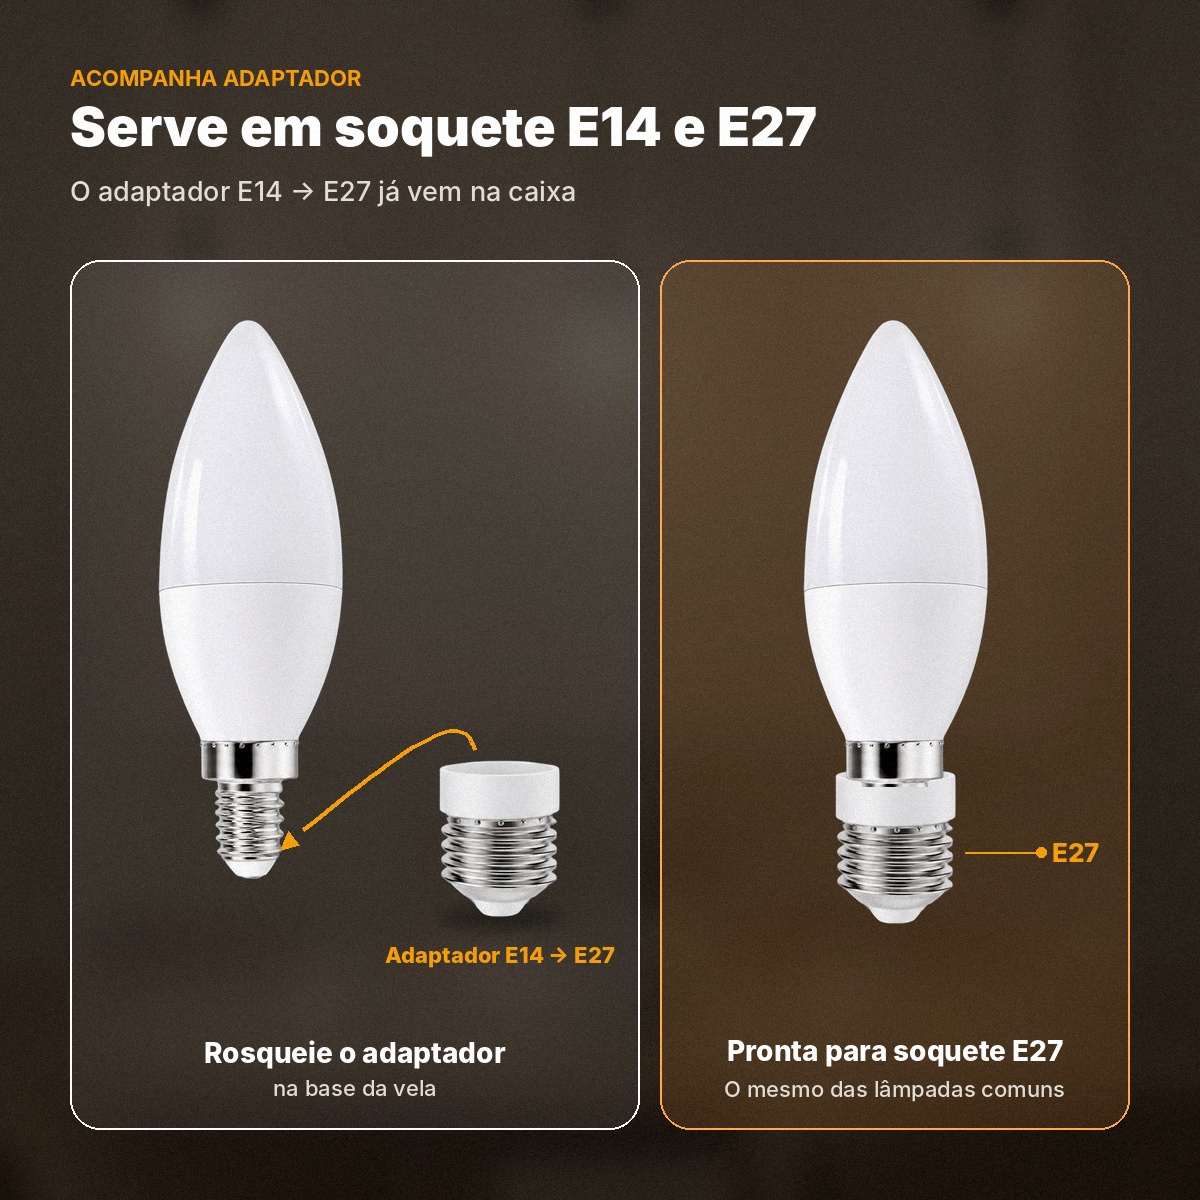 ACOMPANHA ADAPTADOR
Serve em soquete E14 e E27
O adaptador E14 → E27 já vem na caixa
E27
Adaptador E14 → E27
Rosqueie o adaptador
na base da vela
Pronta para soquete E27
O mesmo das lâmpadas comuns